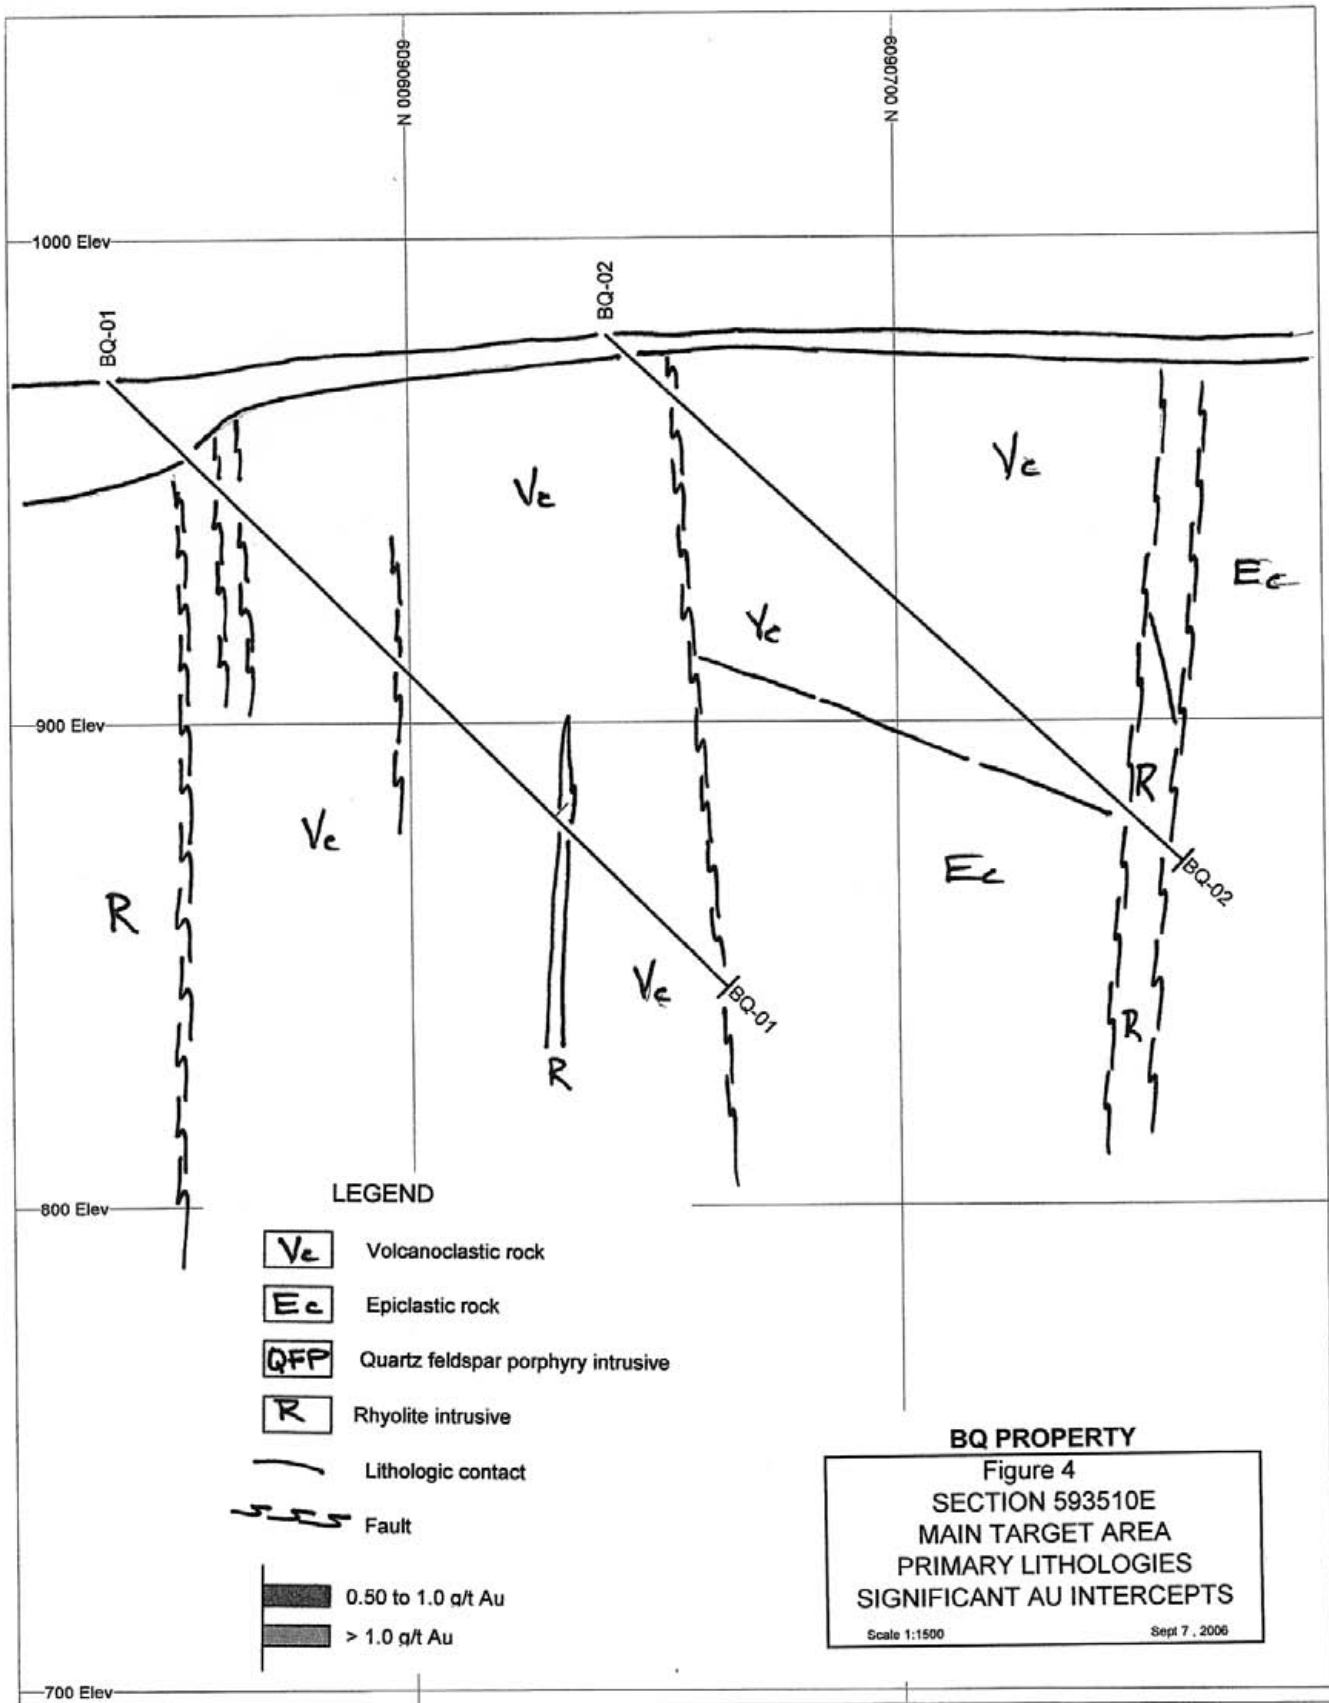 6090600 N
6090700 N
1000 Elev
BQ-01
BQ-02
Vc
Vc
Ec
Vc
900 Elev
R
Vc
Ec
BQ-02
R
Vc
BQ-01
R
R
LEGEND
800 Elev
Vc Volcanoclastic rock
Ec Epiclastic rock
QFP Quartz feldspar porphyry intrusive
R Rhyolite intrusive
Lithologic contact
Fault
0.50 to 1.0 g/t Au
> 1.0 g/t Au
BQ PROPERTY
Figure 4
SECTION 593510E
MAIN TARGET AREA
PRIMARY LITHOLOGIES
SIGNIFICANT AU INTERCEPTS
Scale 1:1500 Sept 7, 2006
700 Elev